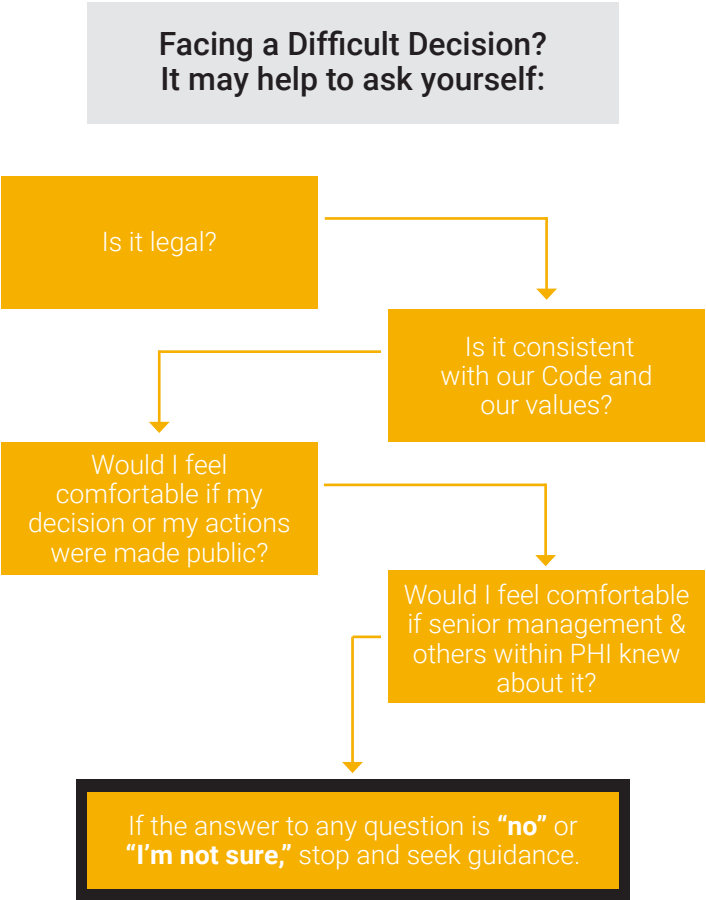 Facing a Difficult Decision?
It may help to ask yourself:
Is it legal?
Is it consistent
with our Code and
our values?
Would I feel
comfortable if my
decision or my actions
were made public?
Would I feel comfortable
if senior management &
others within PHI knew
about it?
If the answer to any question is “no” or
“I’m not sure,” stop and seek guidance.